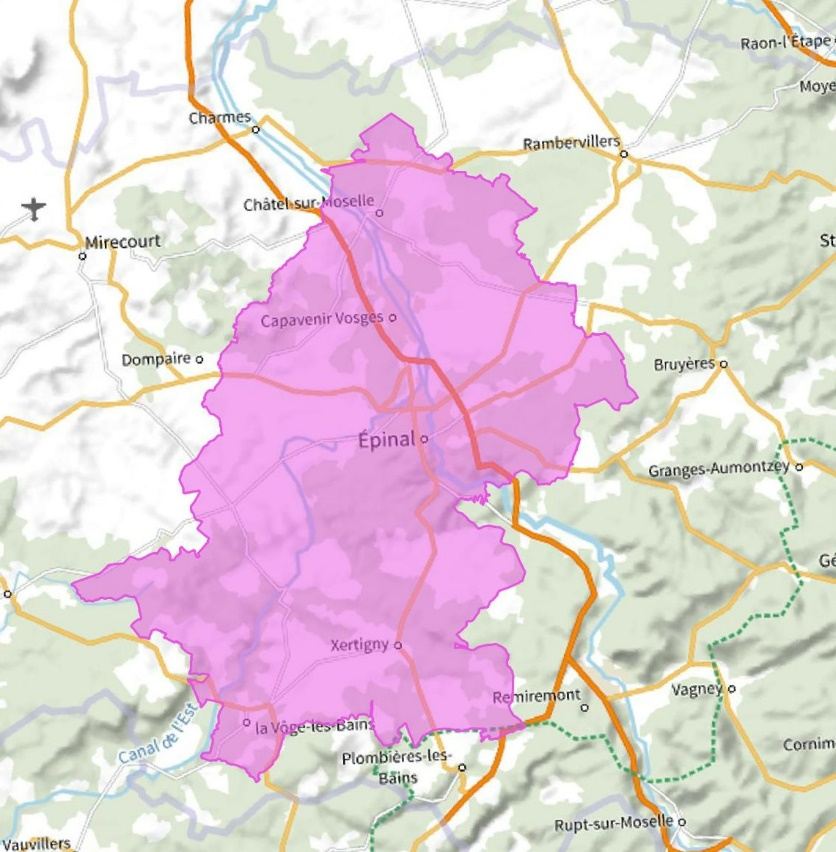 Raon-l'Étape
Moye
Charmes
Rambervillers
Châtel-sur-Moselle
Mirecourt
St
Capavenir Vosges
Dompaire
Bruyères
Épinal
Granges-Aumontzey
Gé
Xertigny
Vagney
Remiremont
la Vôge-les-Bains
Canal de l'Est
Cornim
Plombières-les-
Bains
Rupt-sur-Moselle
Vauvillers